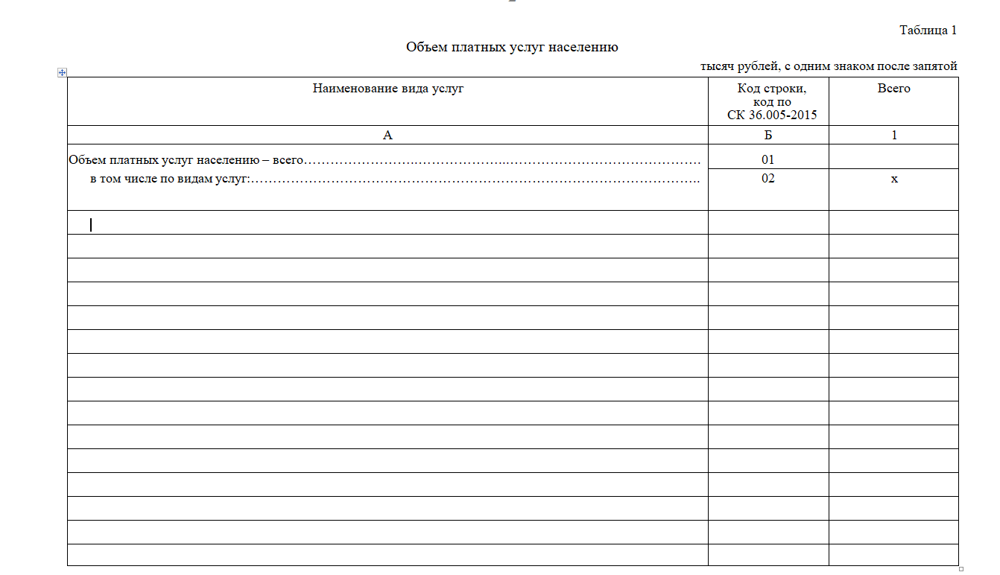 Таблица 1
Объем платных услуг населению
тысяч рублей, с одним знаком после запятой
Наименование вида услуг
Код строки,
код по
СК 36.005-2015
Всего
А
Б
1
Объем платных услуг населению – всего…………………….………………..…………………………………….
01
в том числе по видам услуг:…………………………………………………………………………………………..
02
х